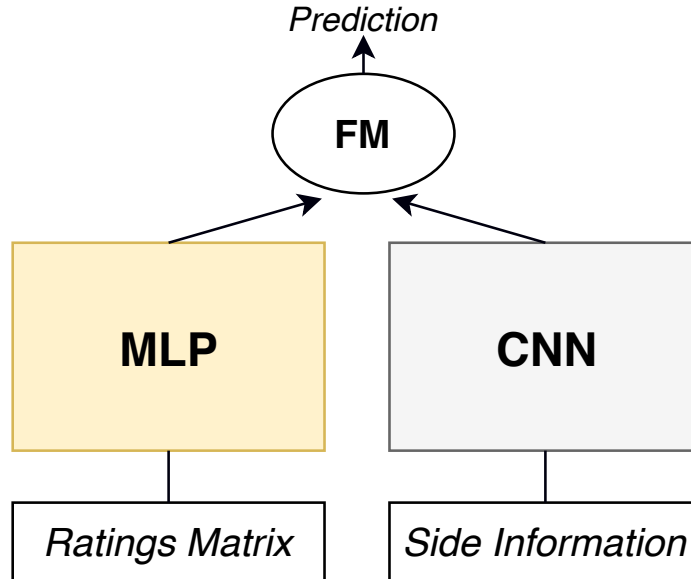 Prediction
FM
MLP
CNN
Ratings Matrix
Side Information